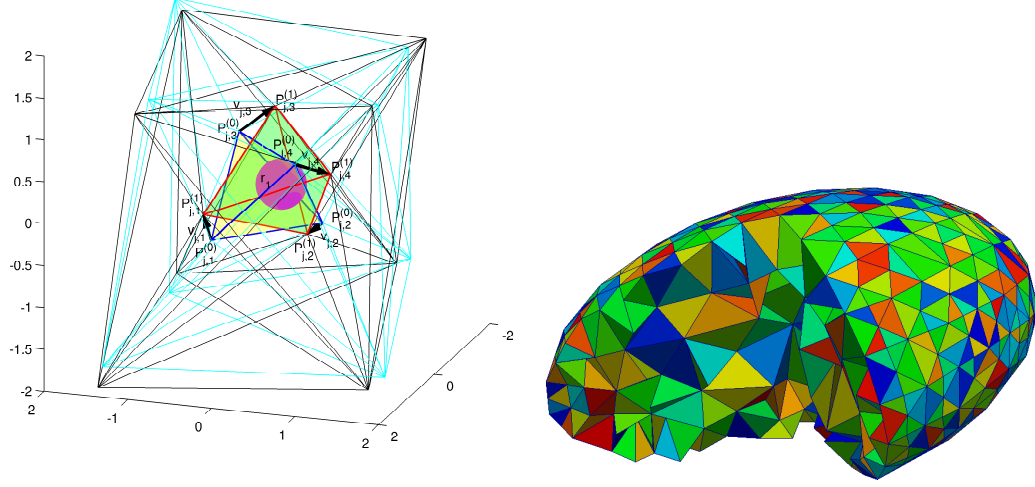 2
1.5
1
0.5
0
-0.5
-1
-1.5
-2
2
-1
0
1
2
2
0
-2
P(1) j,3
v j,3
P(0) j,3
P(0) j,4
v j,4
P(1) j,4
r 1
P(1) j,1
v j,1
P(0) j,1
P(0) j,2
v j,2
P(1) j,2